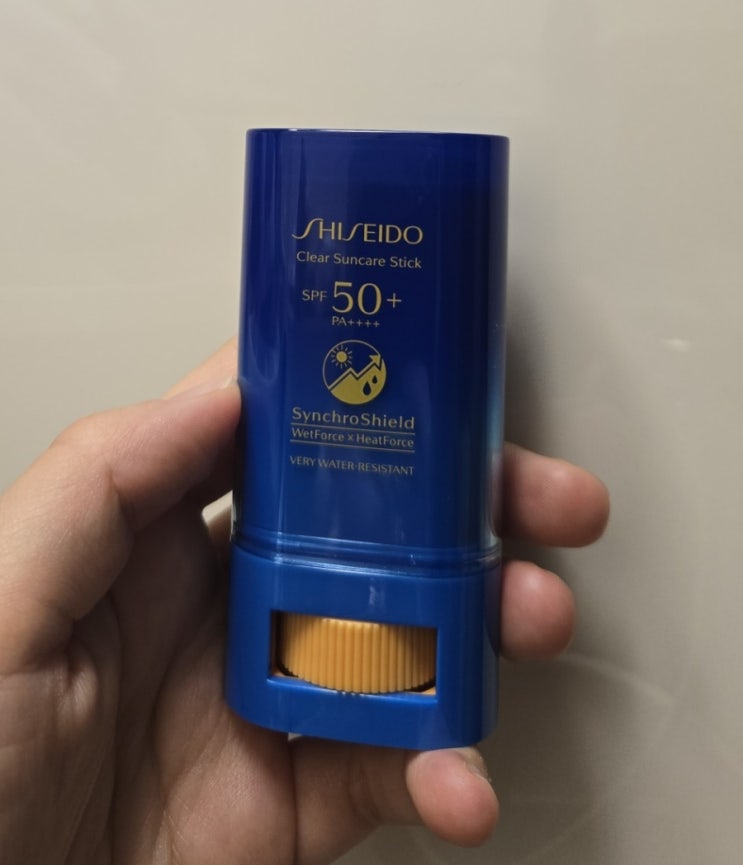 SHISEIDO
Clear Suncare Stick
SPF 50+
PA++++
SynchroShield
WetForce × HeatForce
VERY WATER-RESISTANT